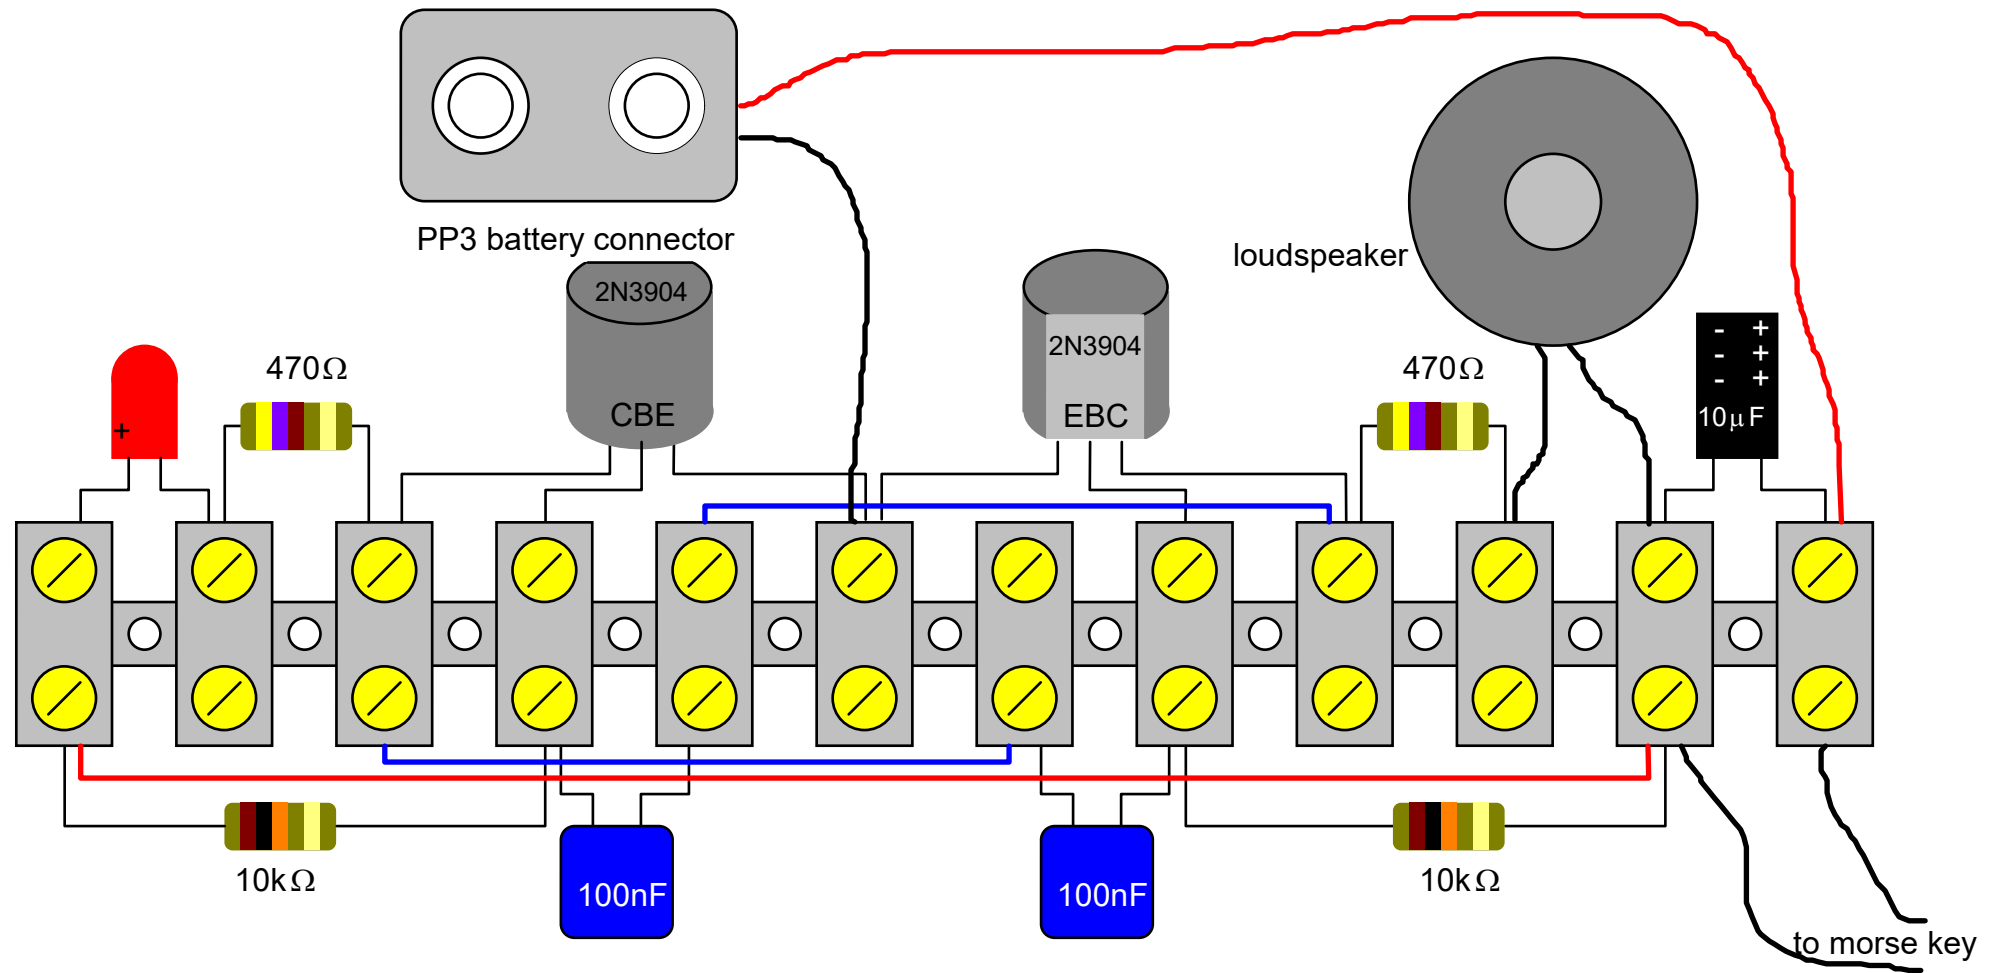 PP3 battery connector
loudspeaker
2N3904
CBE
2N3904
EBC
470Ω
+
470Ω
- +
- +
- +
10μF
10kΩ
100nF
100nF
10kΩ
to morse key